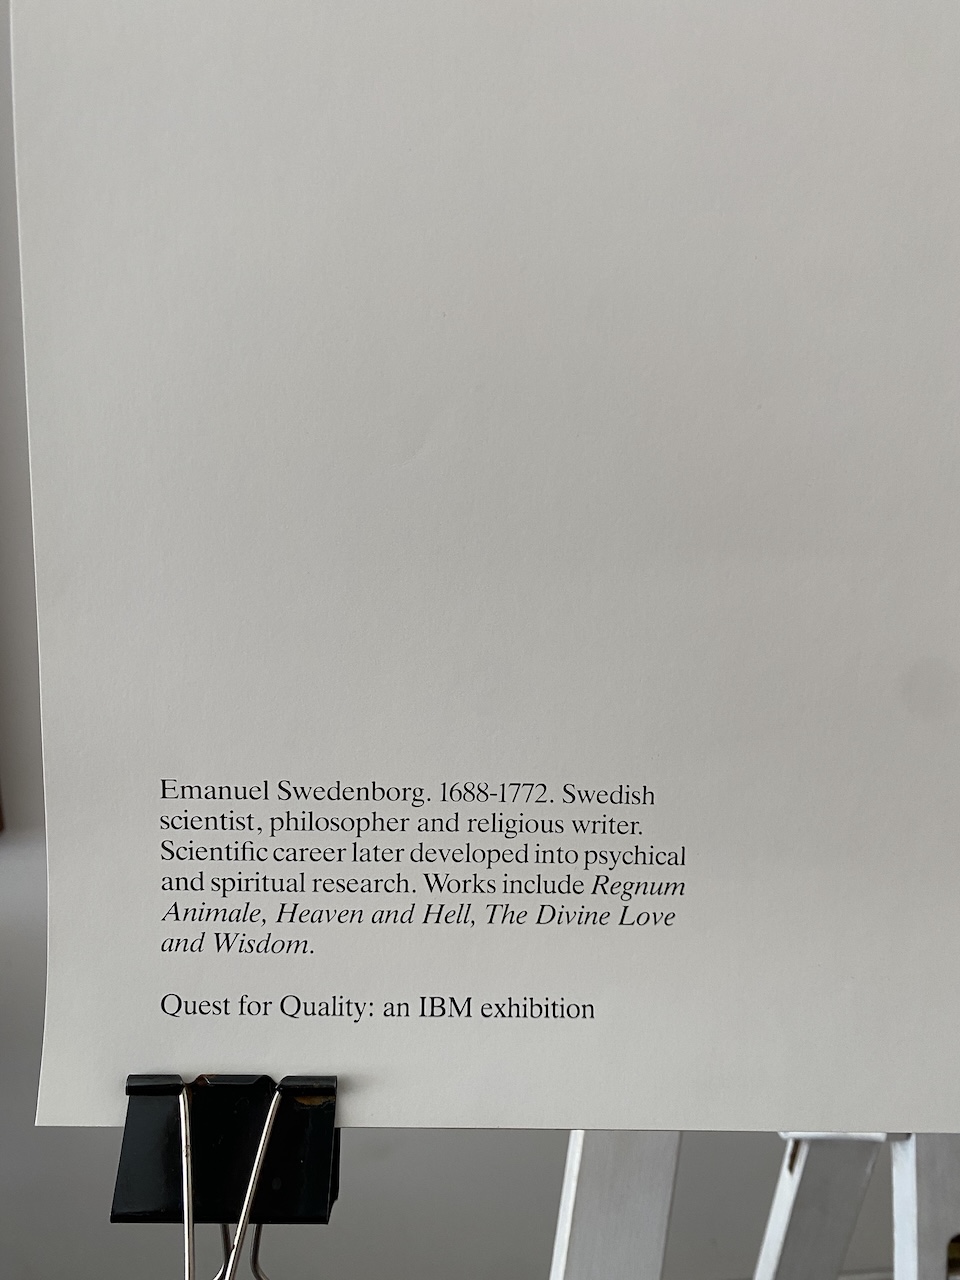 Emanuel Swedenborg. 1688-1772. Swedish
scientist, philosopher and religious writer.
Scientific career later developed into psychical
and spiritual research. Works include Regnum
Animale, Heaven and Hell, The Divine Love
and Wisdom.
Quest for Quality: an IBM exhibition